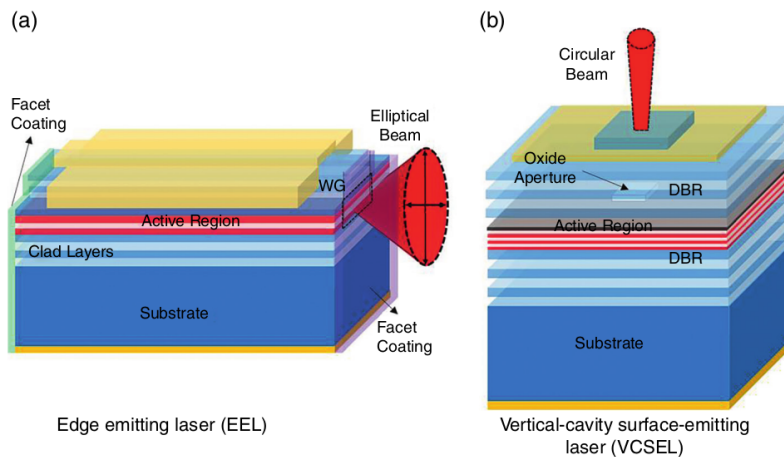 (a)
Facet
Coating
Elliptical
Beam
WG
Active Region
Clad Layers
Substrate
Facet
Coating
Edge emitting laser (EEL)
(b)
Circular
Beam
Oxide
Aperture
DBR
Active Region
DBR
Substrate
Vertical-cavity surface-emitting
laser (VCSEL)